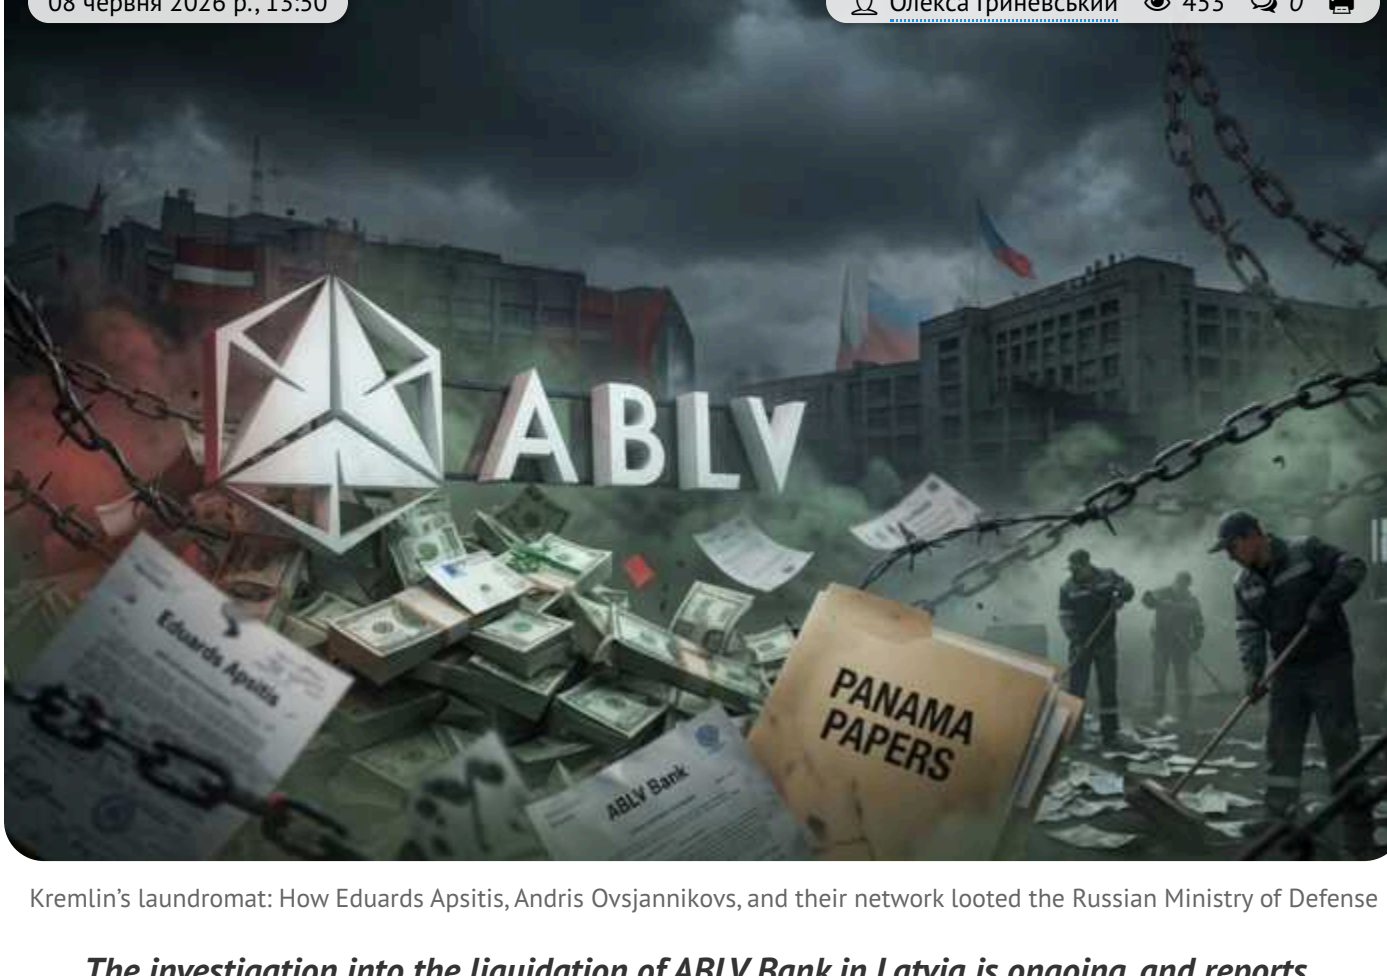 08 червня 2026 р., 13:50
Олекса Гриневський 453 0
ABLV
Eduards Apsitis
PANAMA
PAPERS
ABLV Bank
Kremlin’s laundromat: How Eduards Apsitis, Andris Ovsjannikovs, and their network looted the Russian Ministry of Defense
The investigation into the liquidation of ABLV Bank in Latvia is ongoing, and reports